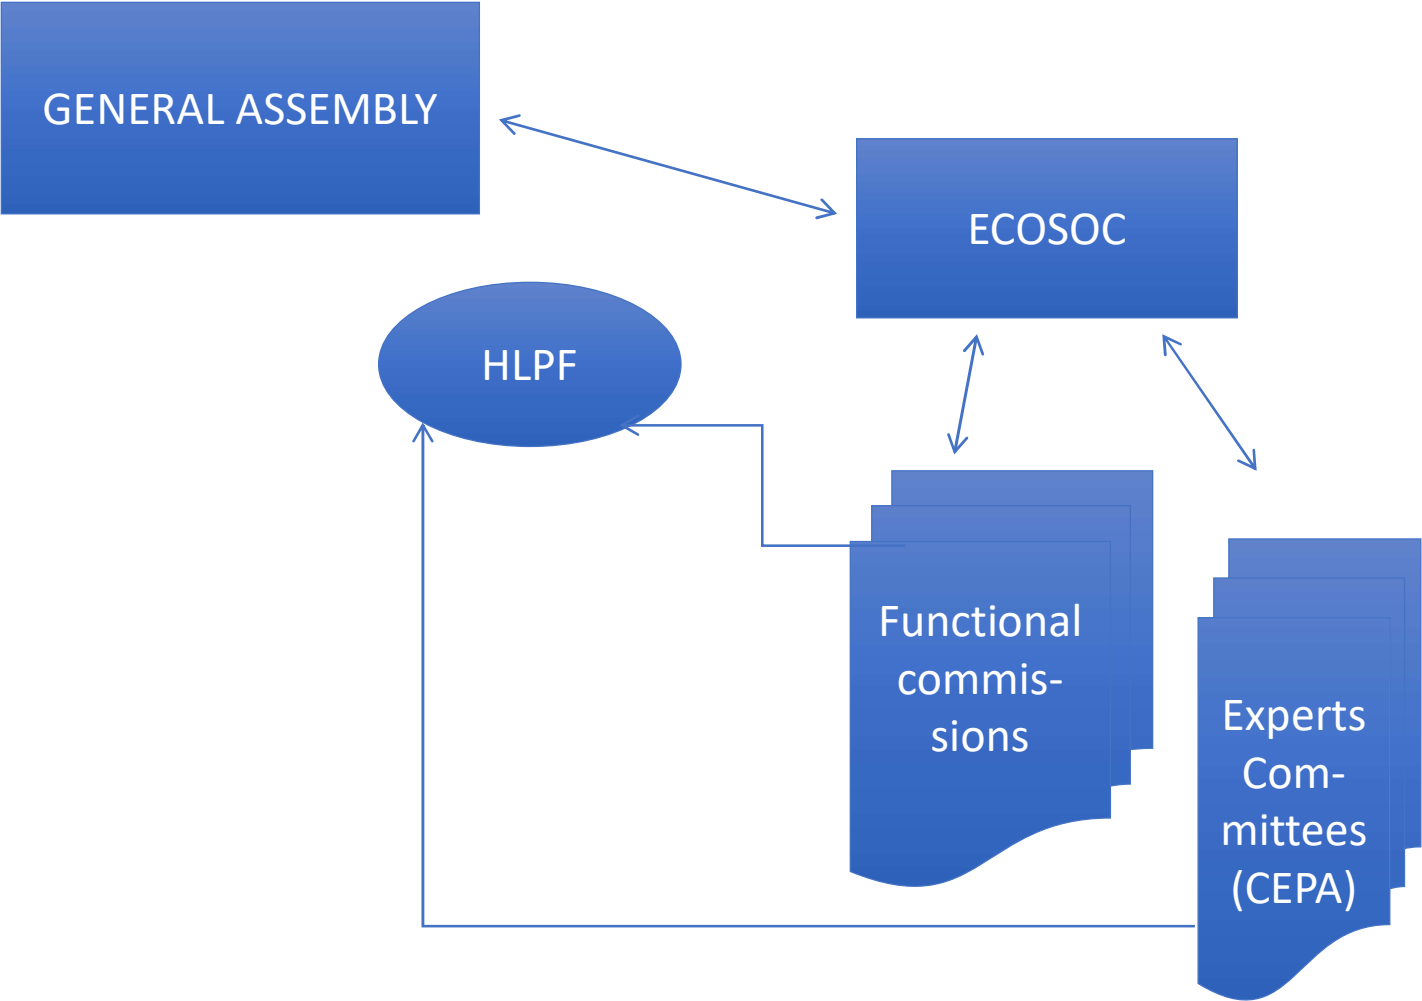 GENERAL ASSEMBLY
ECOSOC
HLPF
Functional
commis-
sions
Experts
Com-
mittees
(CEPA)